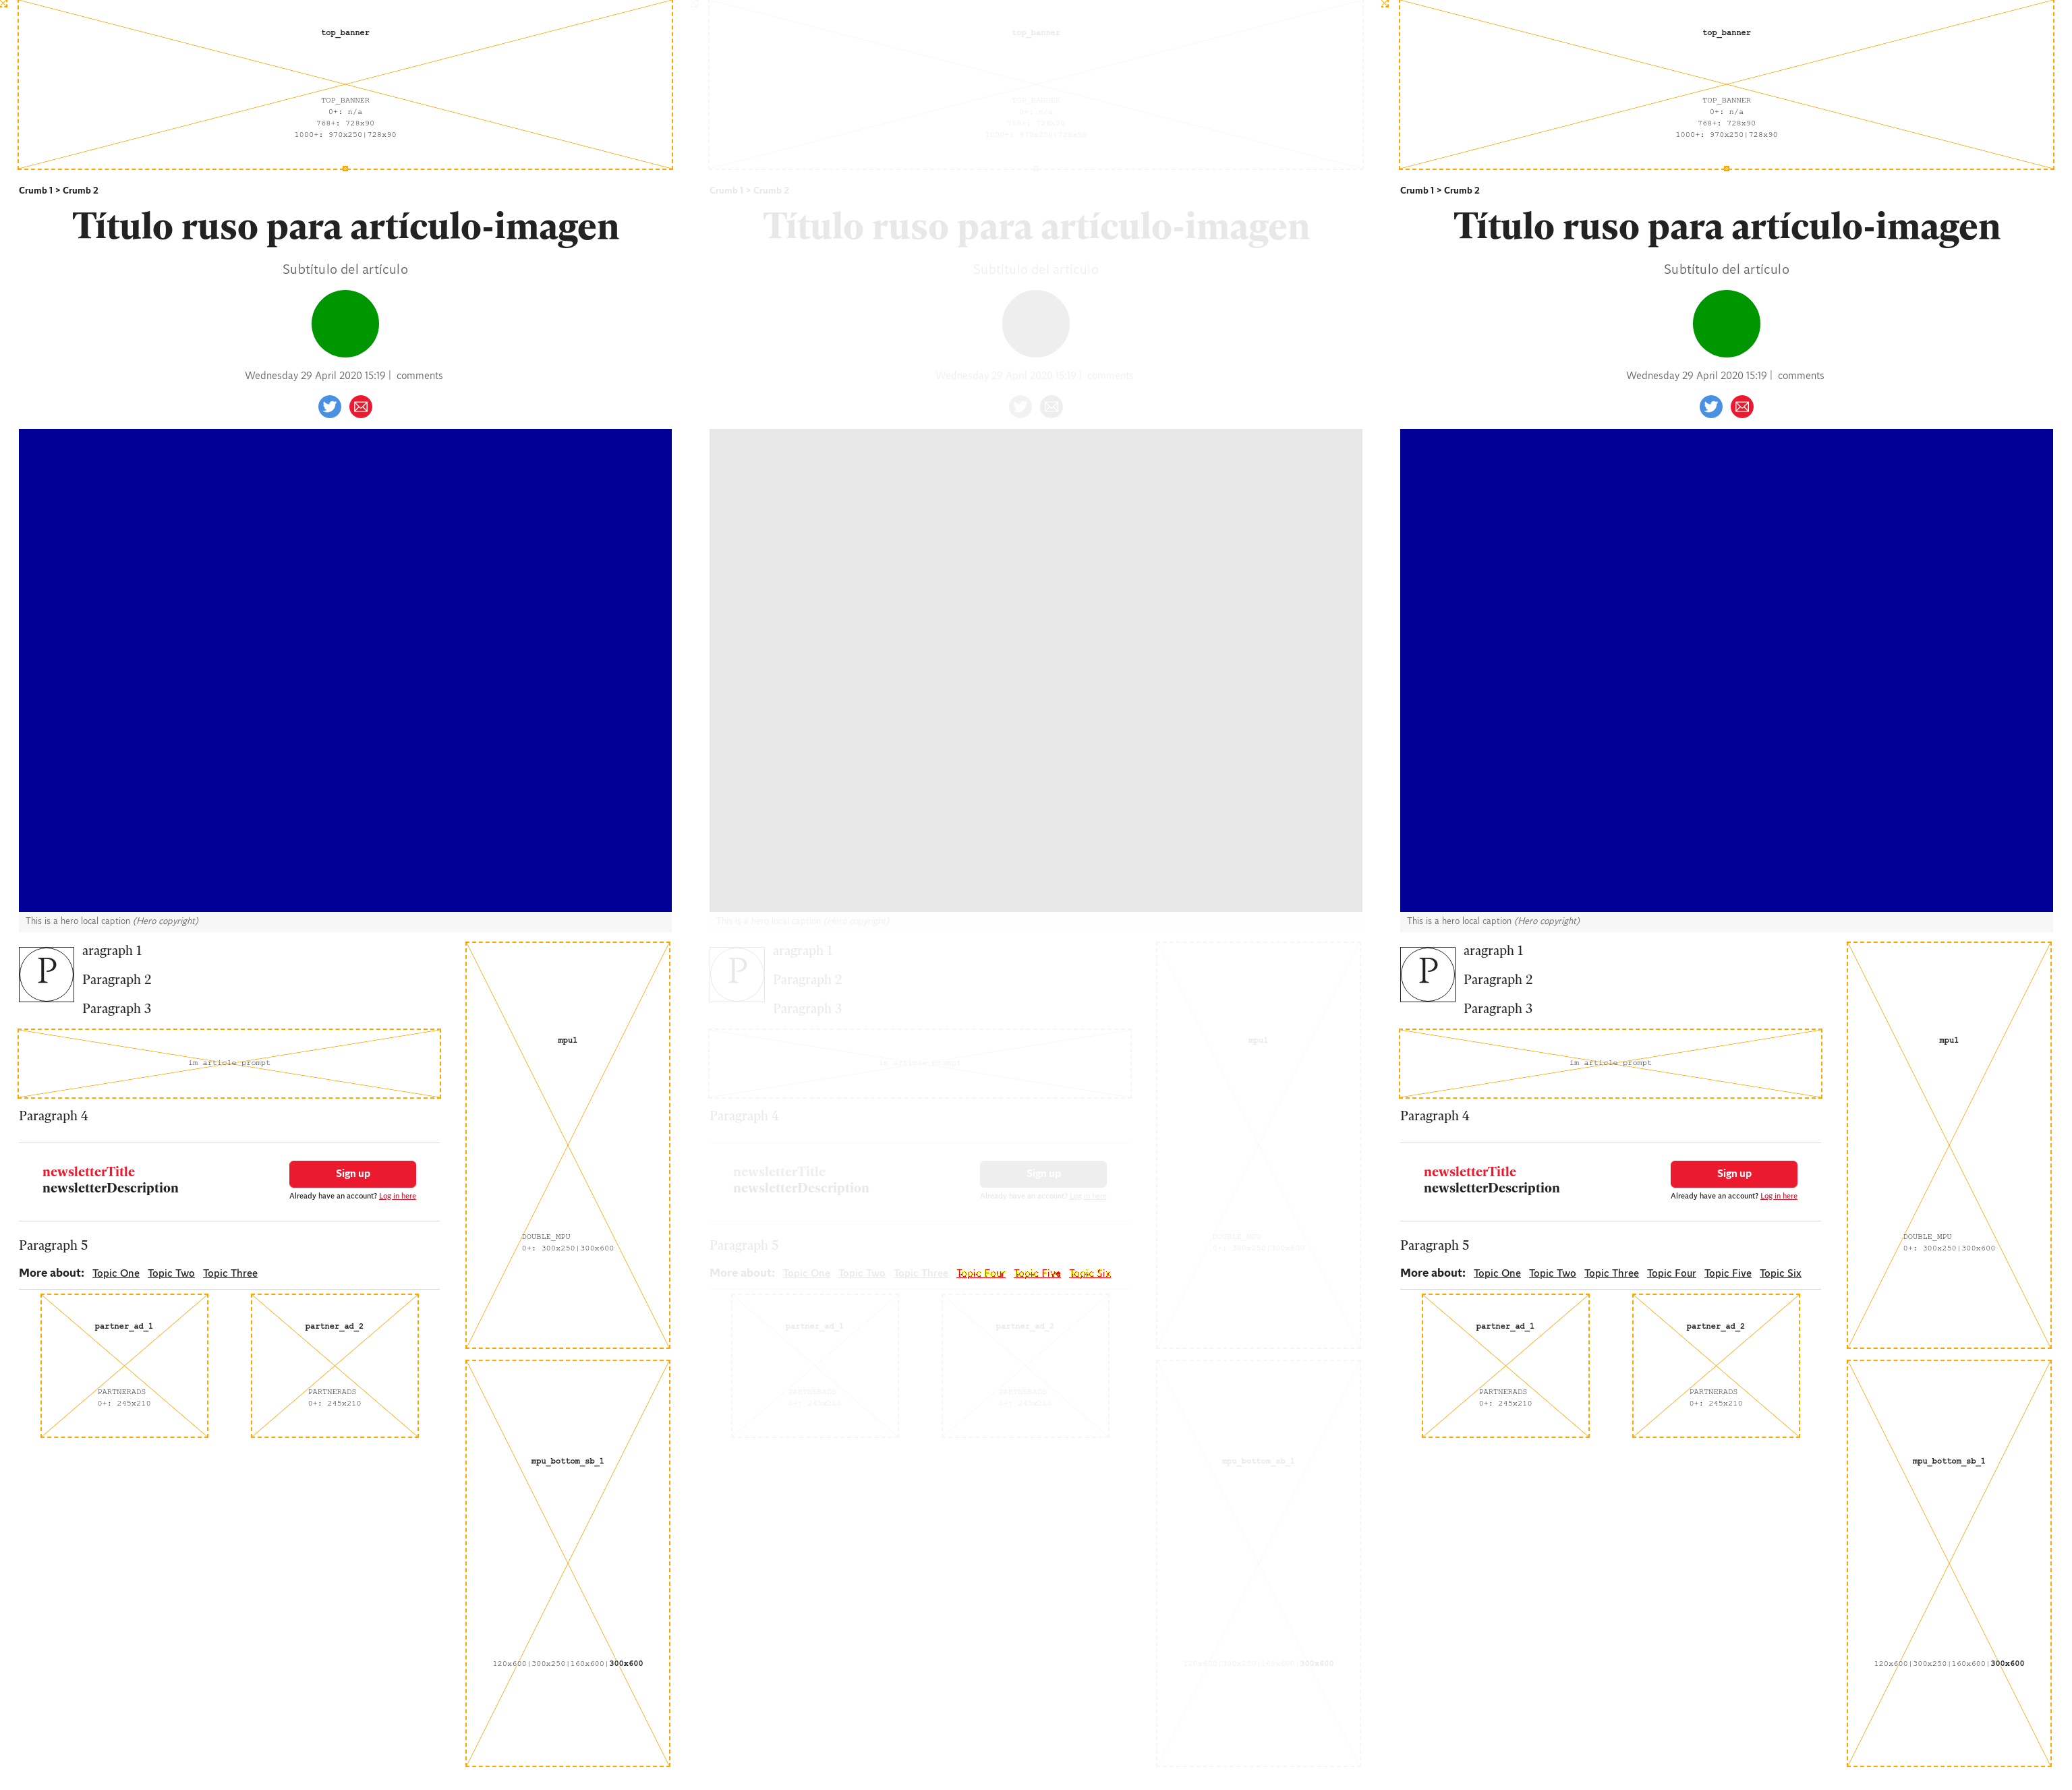 top_banner
TOP_BANNER
0+: n/a
768+: 728x90
1000+: 970x250|728x90
Crumb 1 > Crumb 2
Título ruso para artículo-imagen
Subtítulo del artículo
Wednesday 29 April 2020 15:19 | comments
This is a hero local caption (Hero copyright)
P
aragraph 1
Paragraph 2
Paragraph 3
im article prompt
Paragraph 4
newsletterTitle
newsletterDescription
Sign up
Already have an account? Log in here
Paragraph 5
More about: Topic One Topic Two Topic Three
partner_ad_1
PARTNERADS
0+: 245x210
partner_ad_2
PARTNERADS
0+: 245x210
mpu1
DOUBLE_MPU
0+: 300x250|300x600
mpu_bottom_sb_1
120x600|300x250|160x600|300x600
top_banner
TOP_BANNER
0+: n/a
768+: 728x90
1000+: 970x250|728x90
Crumb 1 > Crumb 2
Título ruso para artículo-imagen
Subtítulo del artículo
Wednesday 29 April 2020 15:19 | comments
This is a hero local caption (Hero copyright)
P
aragraph 1
Paragraph 2
Paragraph 3
im article prompt
Paragraph 4
newsletterTitle
newsletterDescription
Sign up
Already have an account? Log in here
Paragraph 5
More about: Topic One Topic Two Topic Three Topic Four Topic Five Topic Six
partner_ad_1
PARTNERADS
0+: 245x210
partner_ad_2
PARTNERADS
0+: 245x210
mpu1
DOUBLE_MPU
0+: 300x250|300x600
mpu_bottom_sb_1
120x600|300x250|160x600|300x600
top_banner
TOP_BANNER
0+: n/a
768+: 728x90
1000+: 970x250|728x90
Crumb 1 > Crumb 2
Título ruso para artículo-imagen
Subtítulo del artículo
Wednesday 29 April 2020 15:19 | comments
This is a hero local caption (Hero copyright)
P
aragraph 1
Paragraph 2
Paragraph 3
im article prompt
Paragraph 4
newsletterTitle
newsletterDescription
Sign up
Already have an account? Log in here
Paragraph 5
More about: Topic One Topic Two Topic Three Topic Four Topic Five Topic Six
partner_ad_1
PARTNERADS
0+: 245x210
partner_ad_2
PARTNERADS
0+: 245x210
mpu1
DOUBLE_MPU
0+: 300x250|300x600
mpu_bottom_sb_1
120x600|300x250|160x600|300x600